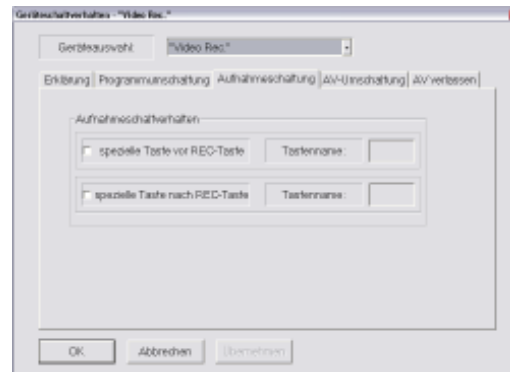 Geräteschaltverhalten - "Video Rec."
Geräteauswahl: "Video Rec."
Erklärung Programmumschaltung Aufnahmeschaltung AV-Umschaltung AV verlassen
Aufnahmeschaltverhalten
spezielle Taste vor REC-Taste Tastenname:
spezielle Taste nach REC-Taste Tastenname:
OK Abbrechen Übernehmen